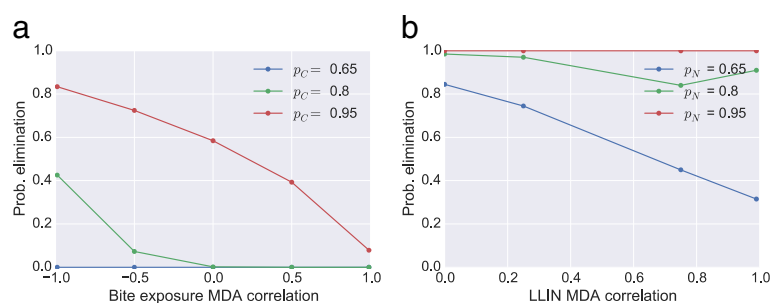 a
1.0
0.8
0.6
0.4
0.2
0.0
Prob. elimination
−1.0 −0.5 0.0 0.5 1.0
Bite exposure MDA correlation
p_C = 0.65
p_C = 0.8
p_C = 0.95
b
1.0
0.8
0.6
0.4
0.2
0.0
Prob. elimination
0.0 0.2 0.4 0.6 0.8 1.0
LLIN MDA correlation
p_N = 0.65
p_N = 0.8
p_N = 0.95